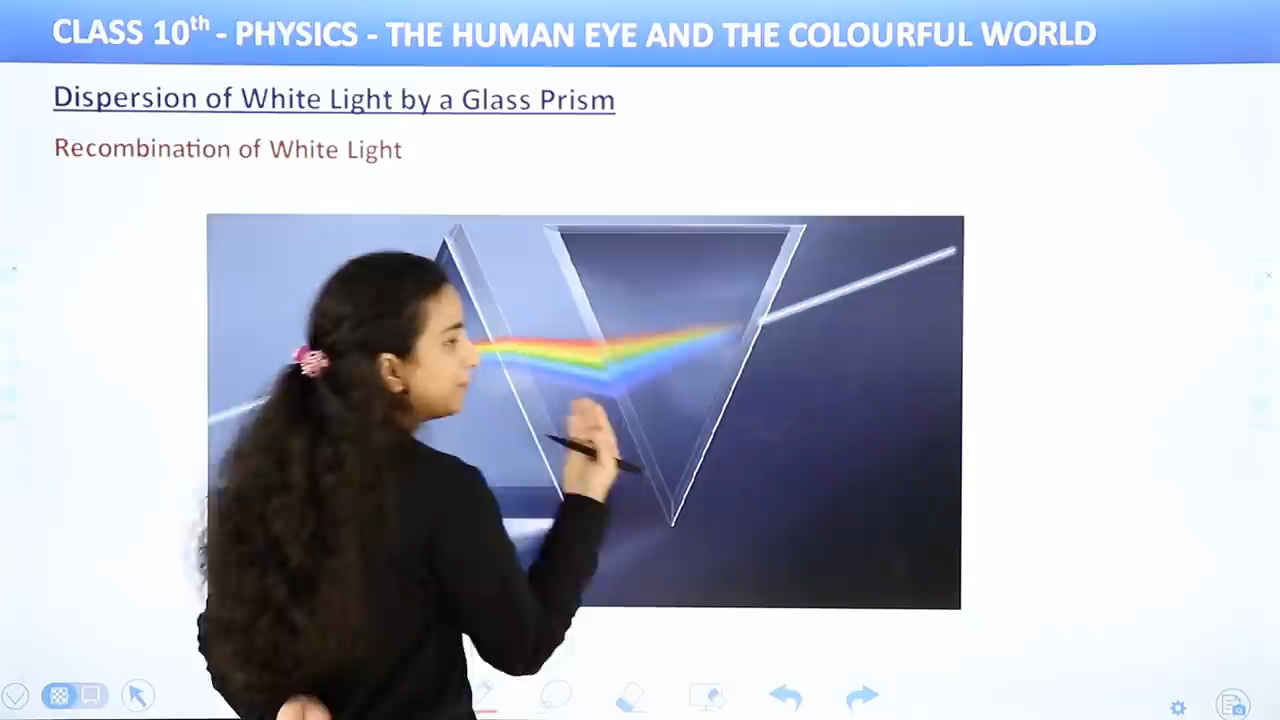 CLASS 10th - PHYSICS - THE HUMAN EYE AND THE COLOURFUL WORLD
Dispersion of White Light by a Glass Prism
Recombination of White Light